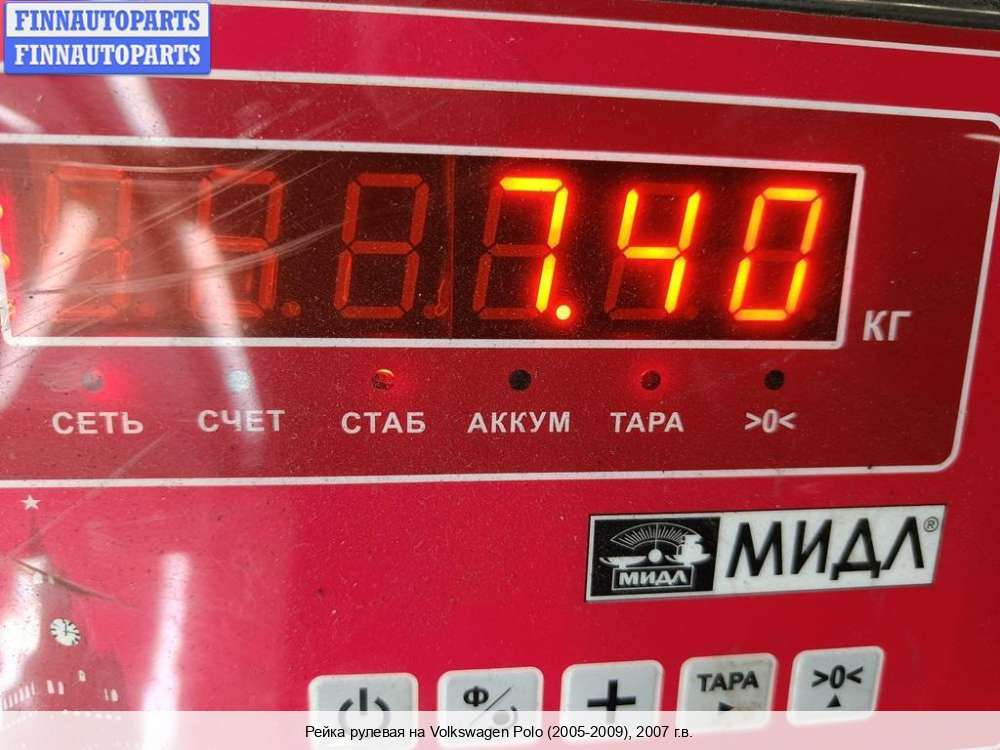 FINNAUTOPARTS
FINNAUTOPARTS
7.40
КГ
СЕТЬ СЧЕТ СТАБ АККУМ ТАРА >0<
МИДЛ МИДЛ®
Ф ТАРА >0<
Рейка рулевая на Volkswagen Polo (2005-2009), 2007 г.в.